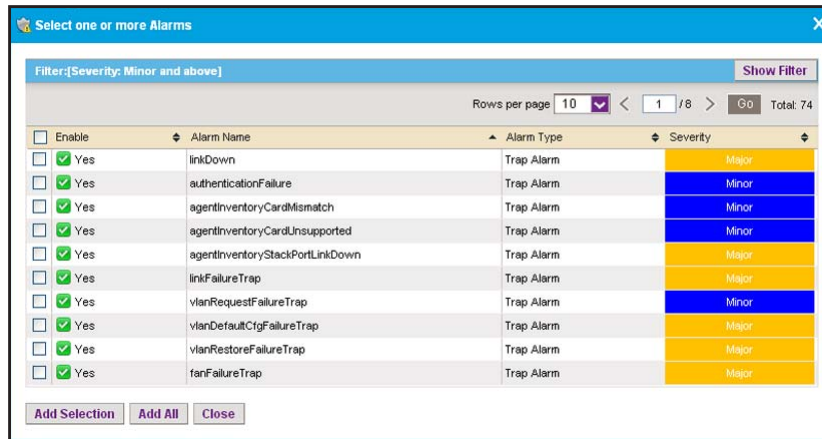 Select one or more Alarms
X
Filter:[Severity: Minor and above]
Show Filter
Rows per page 10 < 1 /8 > Go Total: 74
Enable Alarm Name Alarm Type Severity
Yes linkDown Trap Alarm Major
Yes authenticationFailure Trap Alarm Minor
Yes agentInventoryCardMismatch Trap Alarm Minor
Yes agentInventoryCardUnsupported Trap Alarm Minor
Yes agentInventoryStackPortLinkDown Trap Alarm Major
Yes linkFailureTrap Trap Alarm Major
Yes vlanRequestFailureTrap Trap Alarm Minor
Yes vlanDefaultCfgFailureTrap Trap Alarm Major
Yes vlanRestoreFailureTrap Trap Alarm Major
Yes fanFailureTrap Trap Alarm Major
Add Selection Add All Close